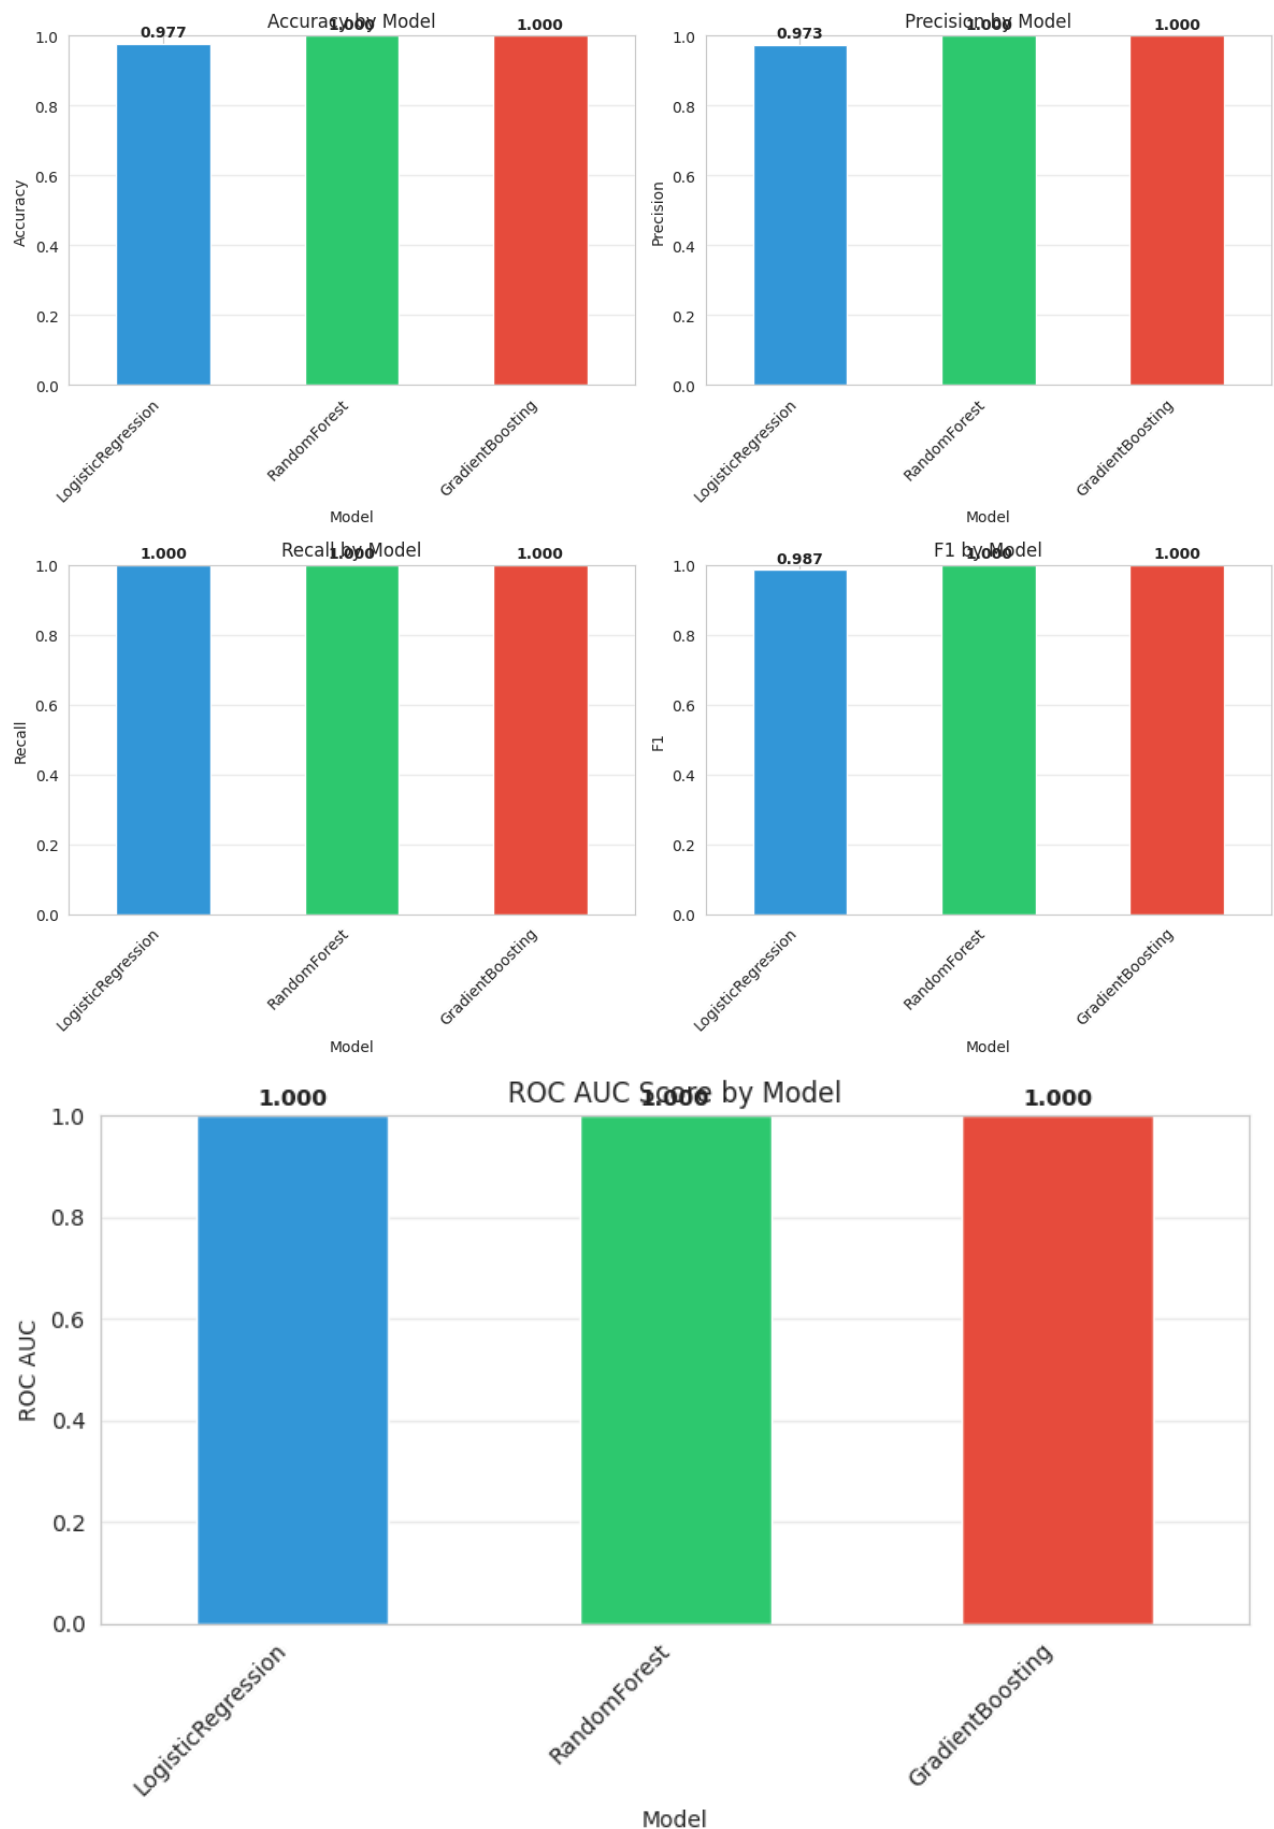 Accuracy by Model
0.977 1.000 1.000
1.0
0.8
0.6
0.4
0.2
0.0
Accuracy
LogisticRegression
RandomForest
GradientBoosting
Model
Precision by Model
0.973 1.000 1.000
1.0
0.8
0.6
0.4
0.2
0.0
Precision
LogisticRegression
RandomForest
GradientBoosting
Model
Recall by Model
1.000 1.000 1.000
1.0
0.8
0.6
0.4
0.2
0.0
Recall
LogisticRegression
RandomForest
GradientBoosting
Model
F1 by Model
0.987 1.000 1.000
1.0
0.8
0.6
0.4
0.2
0.0
F1
LogisticRegression
RandomForest
GradientBoosting
Model
ROC AUC Score by Model
1.000 1.000 1.000
1.0
0.8
0.6
0.4
0.2
0.0
ROC AUC
LogisticRegression
RandomForest
GradientBoosting
Model